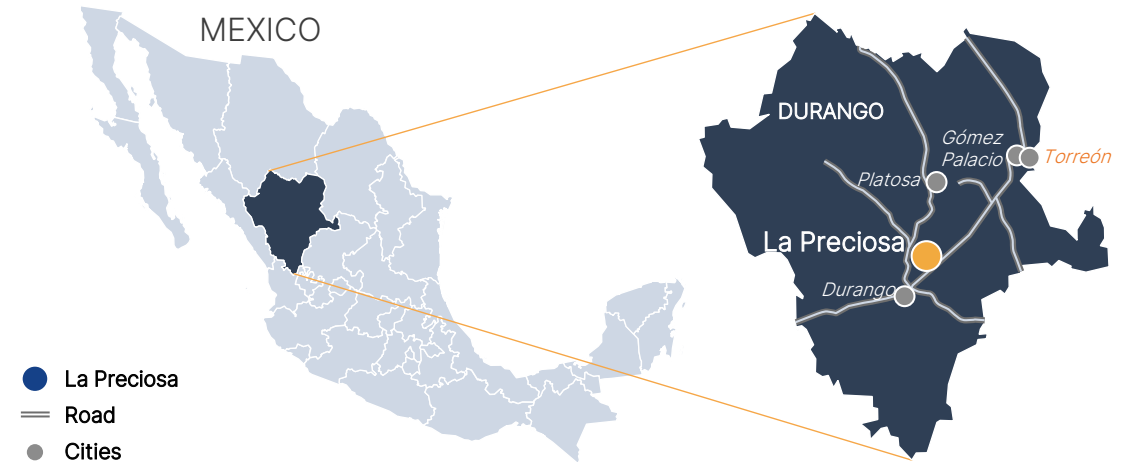 MEXICO
DURANGO
Gómez
Palacio
Torreón
Platosa
La Preciosa
Durango
La Preciosa
Road
Cities